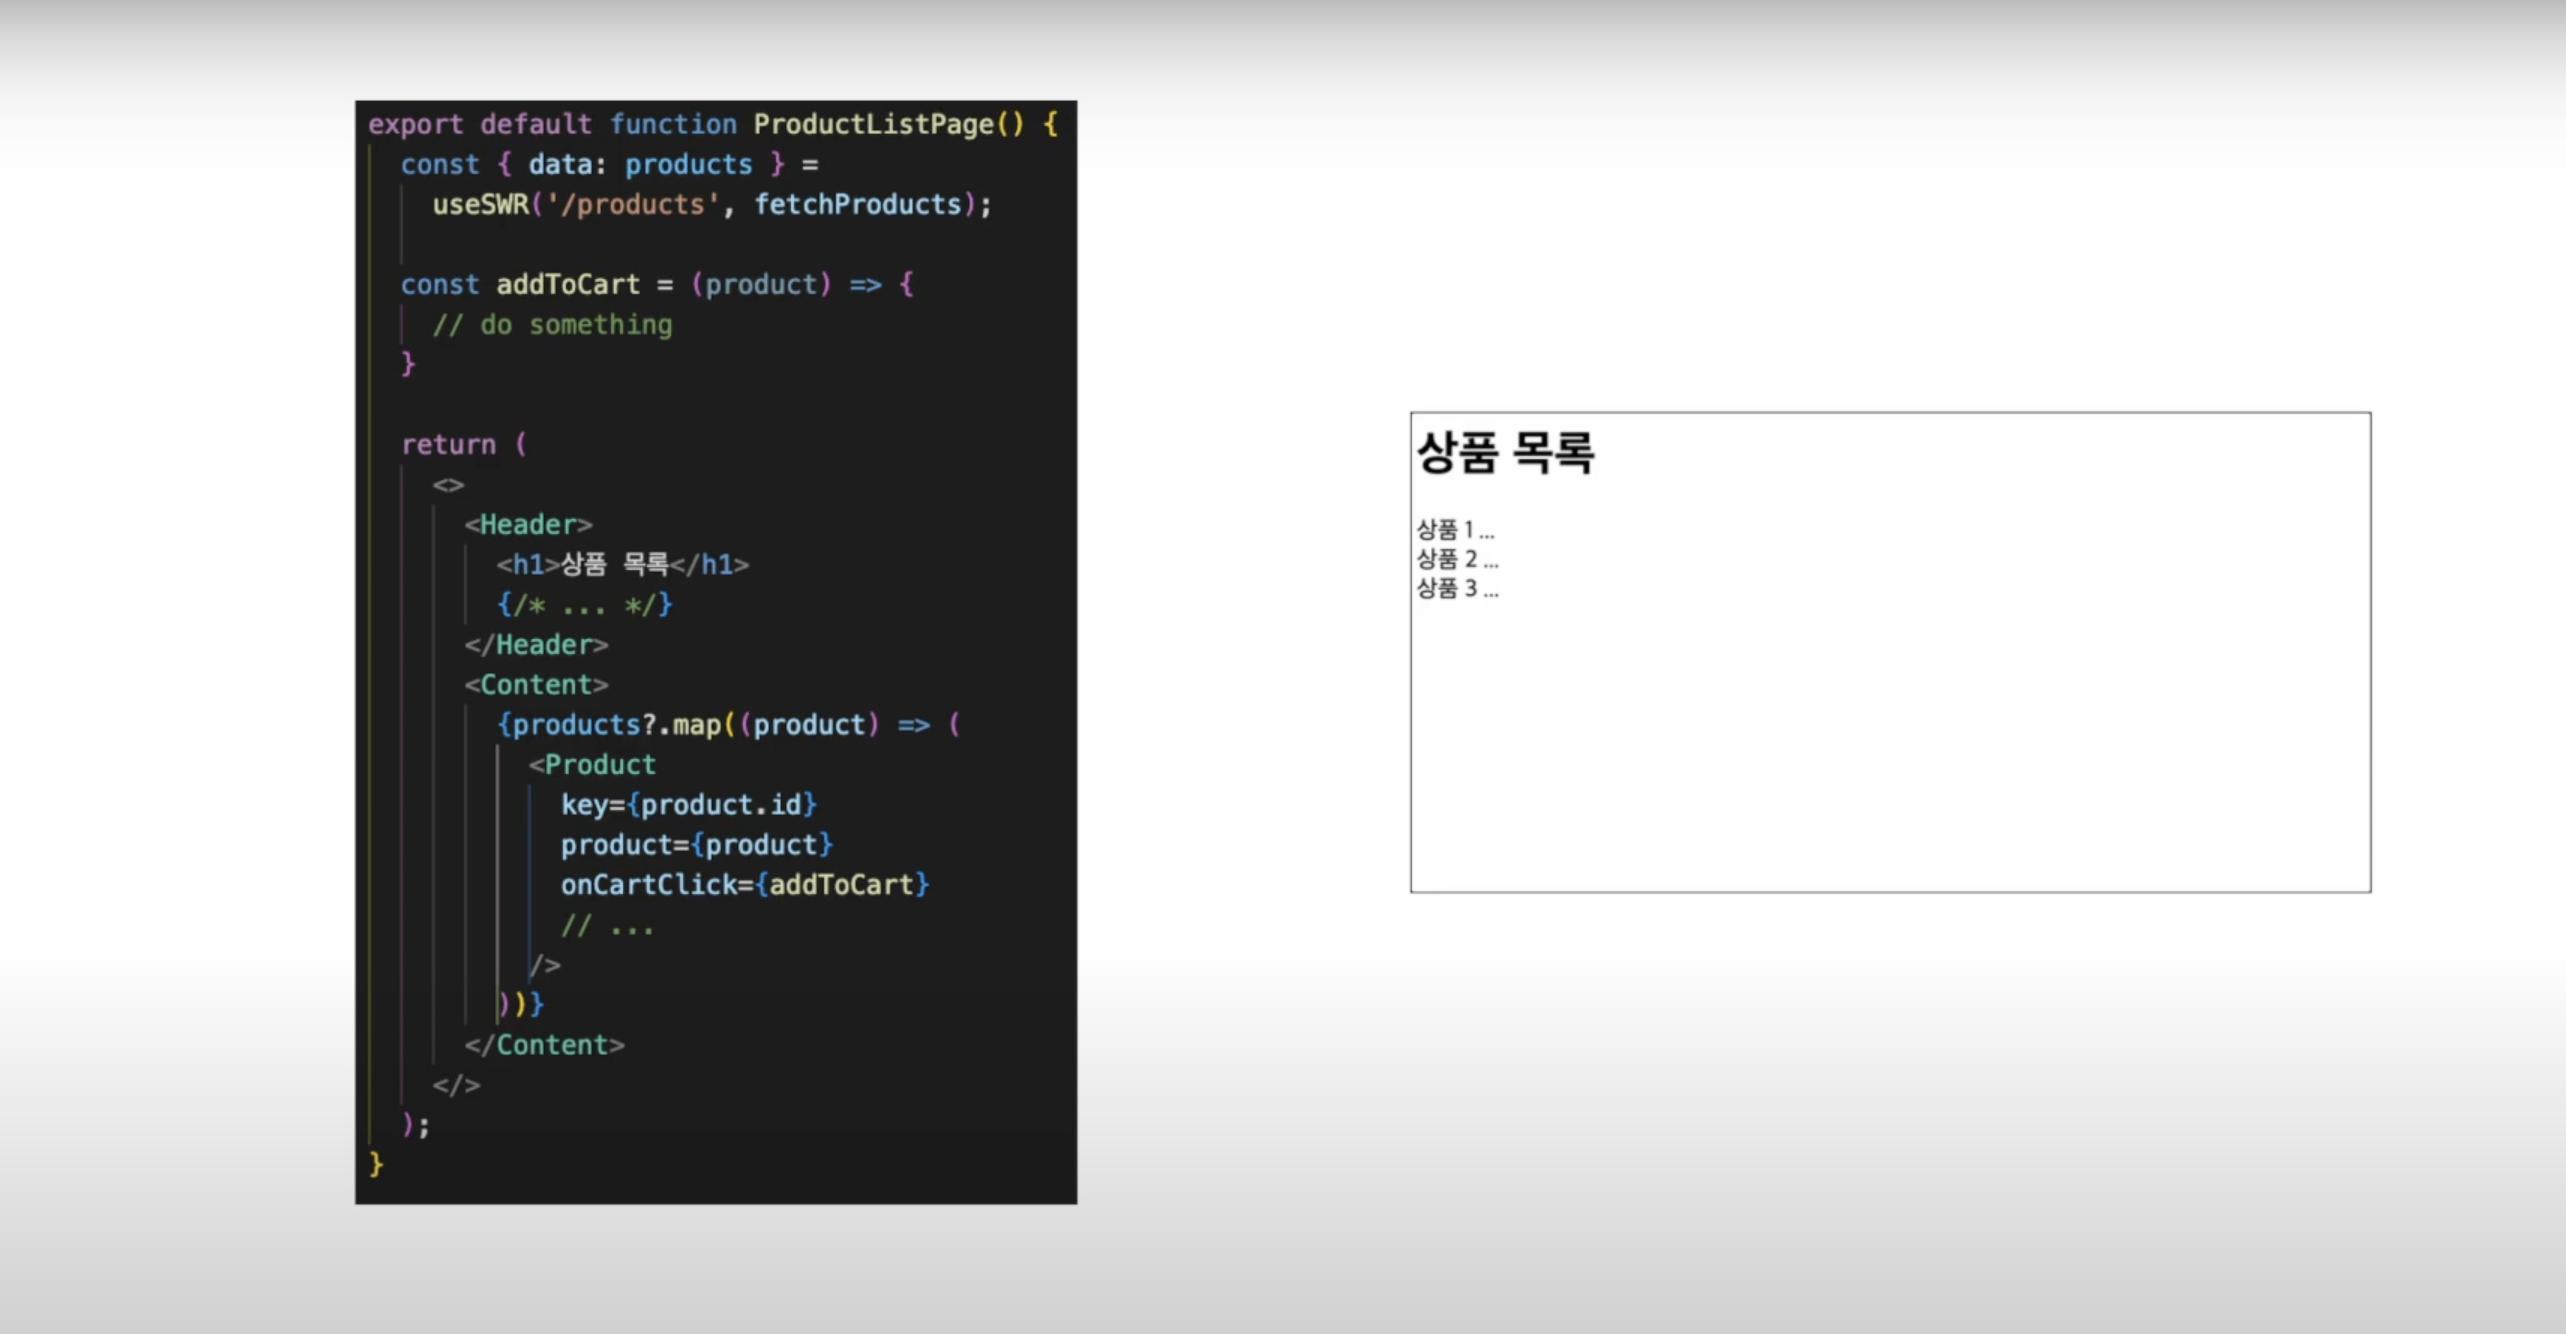 export default function ProductListPage() {
const { data: products } =
useSWR('/products', fetchProducts);
const addToCart = (product) => {
// do something
}
return (
<>
<Header>
<h1>상품 목록</h1>
{/* ... */}
</Header>
<Content>
{products?.map((product) => (
<Product
key={product.id}
product={product}
onCartClick={addToCart}
// ...
/>
))}
</Content>
</>
);
}
상품 목록
상품 1 ...
상품 2 ...
상품 3 ...